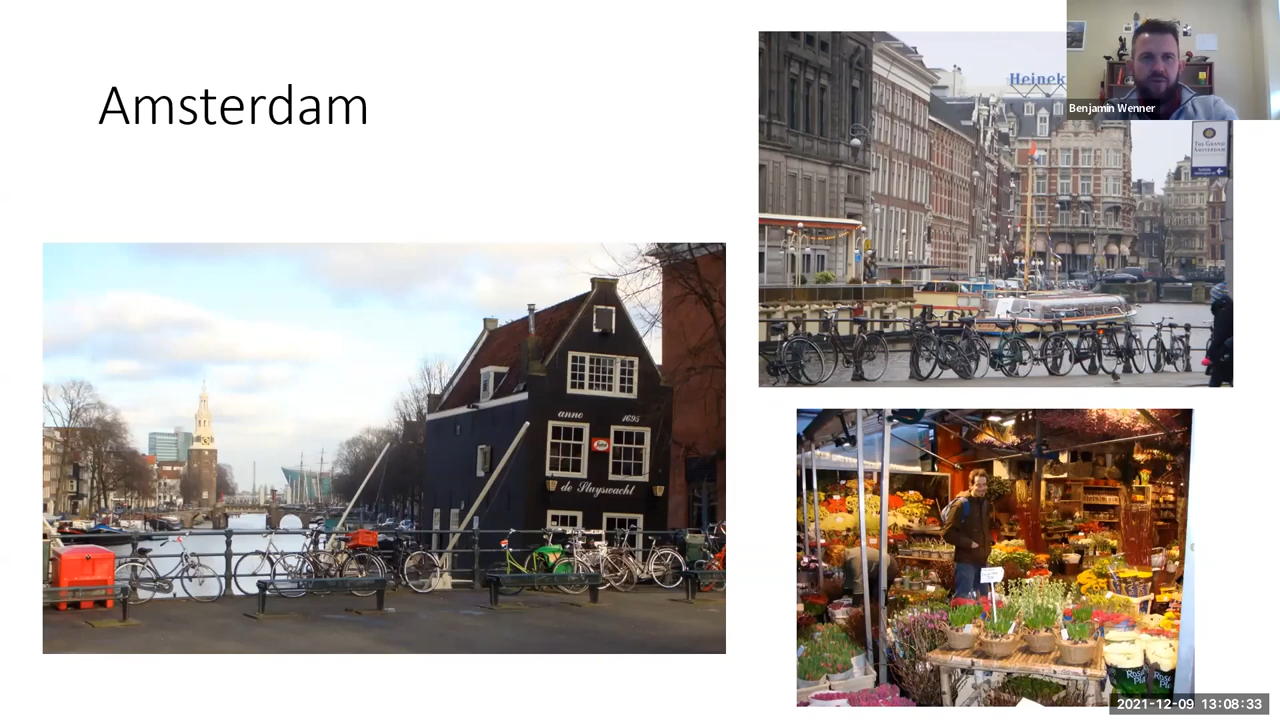 Amsterdam
Heinek
Benjamin Wenner
THE GRAND
AMSTERDAM
anno 1695
de Sluyswacht
2021-12-09 13:08:33